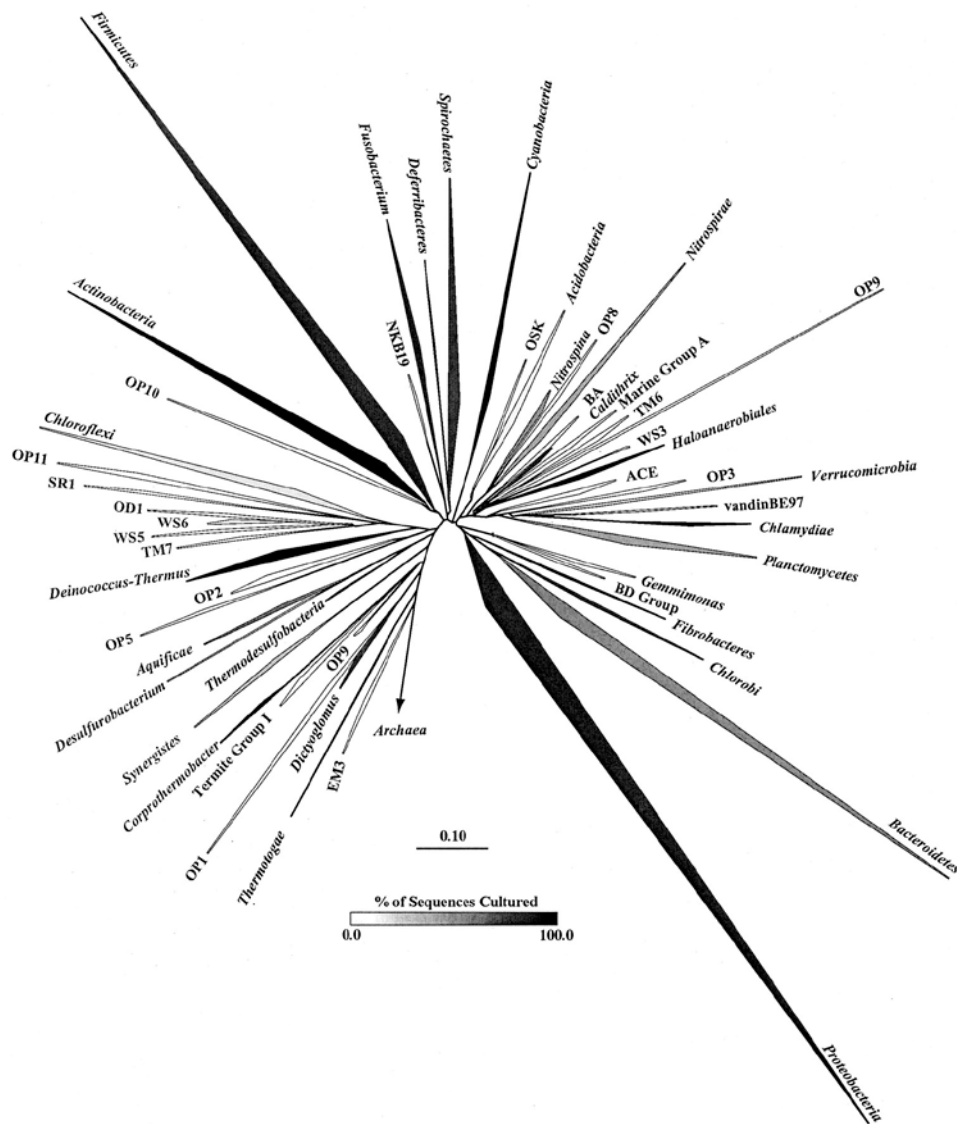 Firmicutes
Fusobacterium
Deferribacteres
Spirochaetes
Cyanobacteria
Acidobacteria
Nitrospirae
OP9
NKB19
OSK
Nitrospina
OP8
BA
Caldithrix
Marine Group A
TM6
WS3
Haloanaerobiales
ACE
OP3
Verrucomicrobia
vandinBE97
Chlamydiae
Planctomycetes
Gemmimonas
BD Group
Fibrobacteres
Chlorobi
Bacteroidetes
Proteobacteria
Actinobacteria
OP10
Chloroflexi
OP11
SR1
OD1
WS6
WS5
TM7
Deinococcus-Thermus
OP2
OP5
Aquificae
Desulfurobacterium
Thermodesulfobacteria
Synergistes
Corprothermobacter
Termite Group I
OP9
OP1
Dictyoglomus
Thermotogae
EM3
Archaea
0.10
% of Sequences Cultured
0.0 100.0